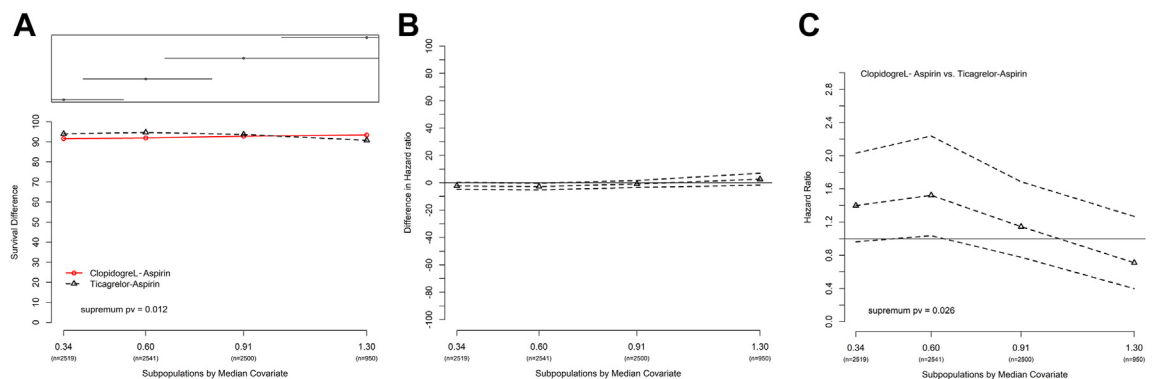 A
Survival Difference
100
90
80
70
60
50
40
30
20
10
0
ClopidogreL- Aspirin
Ticagrelor-Aspirin
supremum pv = 0.012
0.34 0.60 0.91 1.30
(n=2519) (n=2541) (n=2500) (n=950)
Subpopulations by Median Covariate
B
Difference in Hazard ratio
100
80
60
40
20
0
-20
-40
-60
-80
-100
0.34 0.60 0.91 1.30
(n=2519) (n=2541) (n=2500) (n=950)
Subpopulations by Median Covariate
C
ClopidogreL- Aspirin vs. Ticagrelor-Aspirin
Hazard Ratio
2.8
2.4
2.0
1.6
1.2
0.8
0.4
0.0
supremum pv = 0.026
0.34 0.60 0.91 1.30
(n=2519) (n=2541) (n=2500) (n=950)
Subpopulations by Median Covariate